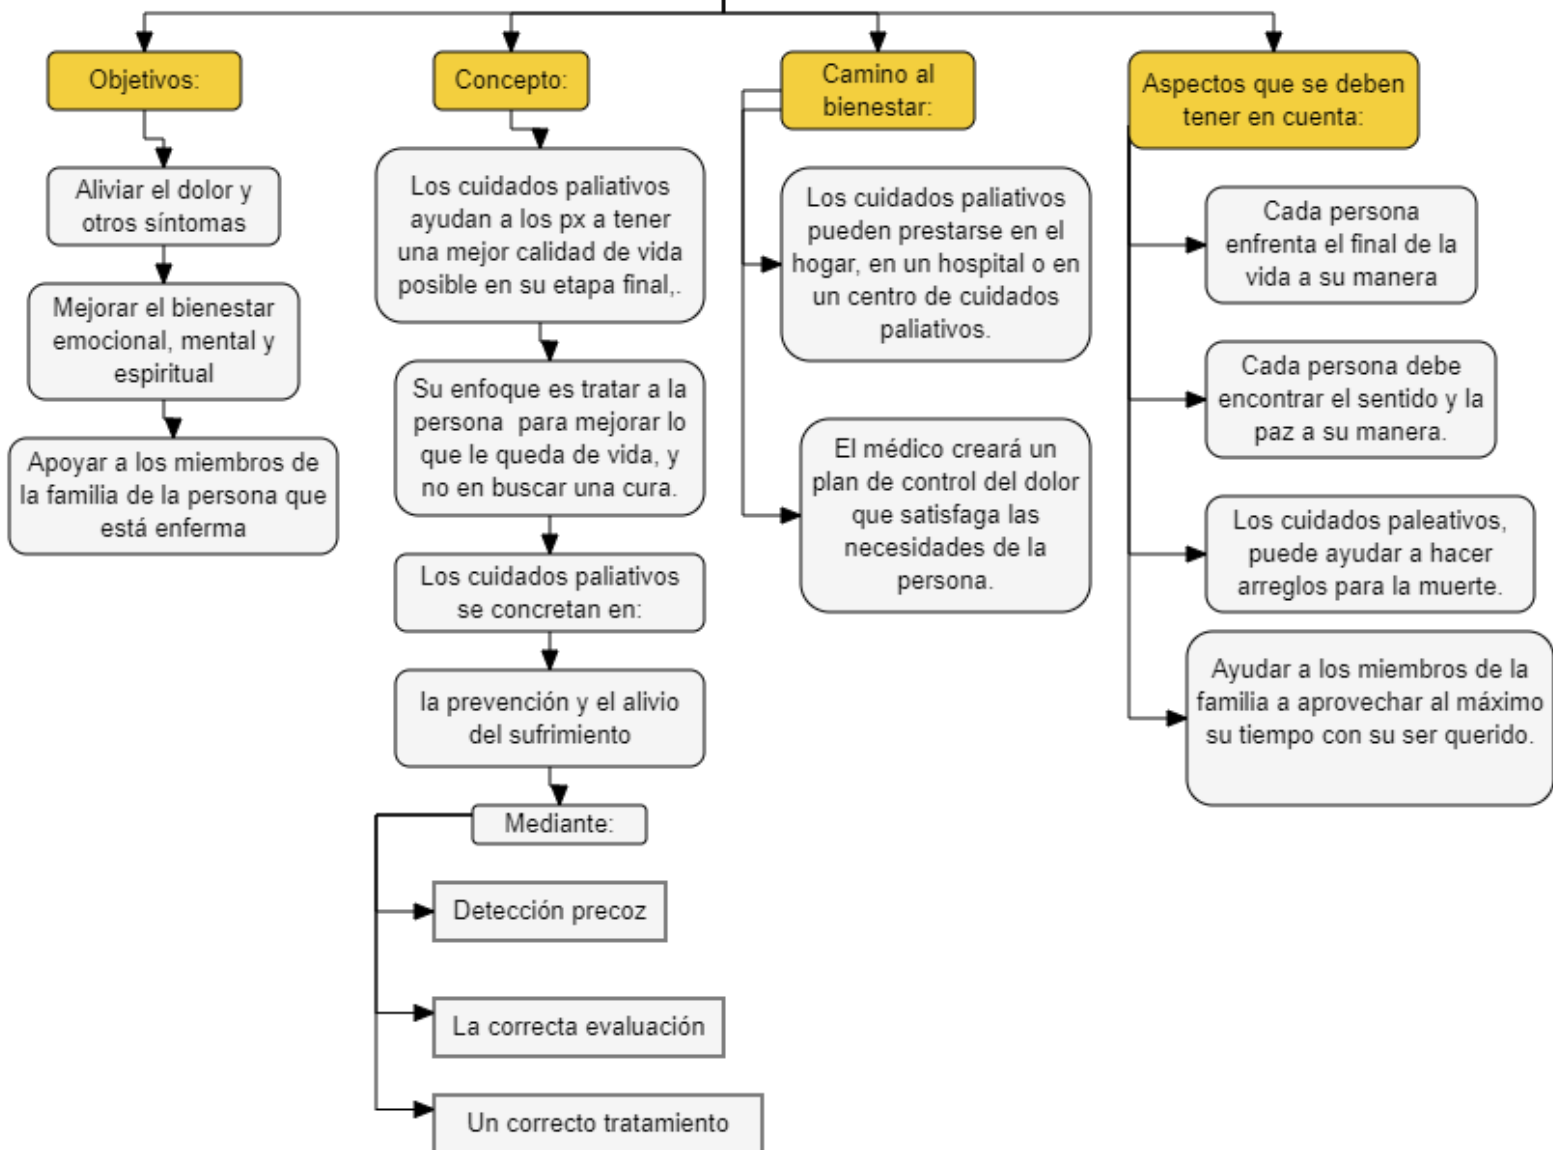 Objetivos:
Aliviar el dolor y
otros síntomas
Mejorar el bienestar
emocional, mental y
espiritual
Apoyar a los miembros de
la familia de la persona que
está enferma
Concepto:
Los cuidados paliativos
ayudan a los px a tener
una mejor calidad de vida
posible en su etapa final,.
Su enfoque es tratar a la
persona para mejorar lo
que le queda de vida, y
no en buscar una cura.
Los cuidados paliativos
se concretan en:
la prevención y el alivio
del sufrimiento
Mediante:
Detección precoz
La correcta evaluación
Un correcto tratamiento
Camino al
bienestar:
Los cuidados paliativos
pueden prestarse en el
hogar, en un hospital o en
un centro de cuidados
paliativos.
El médico creará un
plan de control del dolor
que satisfaga las
necesidades de la
persona.
Aspectos que se deben
tener en cuenta:
Cada persona
enfrenta el final de la
vida a su manera
Cada persona debe
encontrar el sentido y la
paz a su manera.
Los cuidados paleativos,
puede ayudar a hacer
arreglos para la muerte.
Ayudar a los miembros de la
familia a aprovechar al máximo
su tiempo con su ser querido.